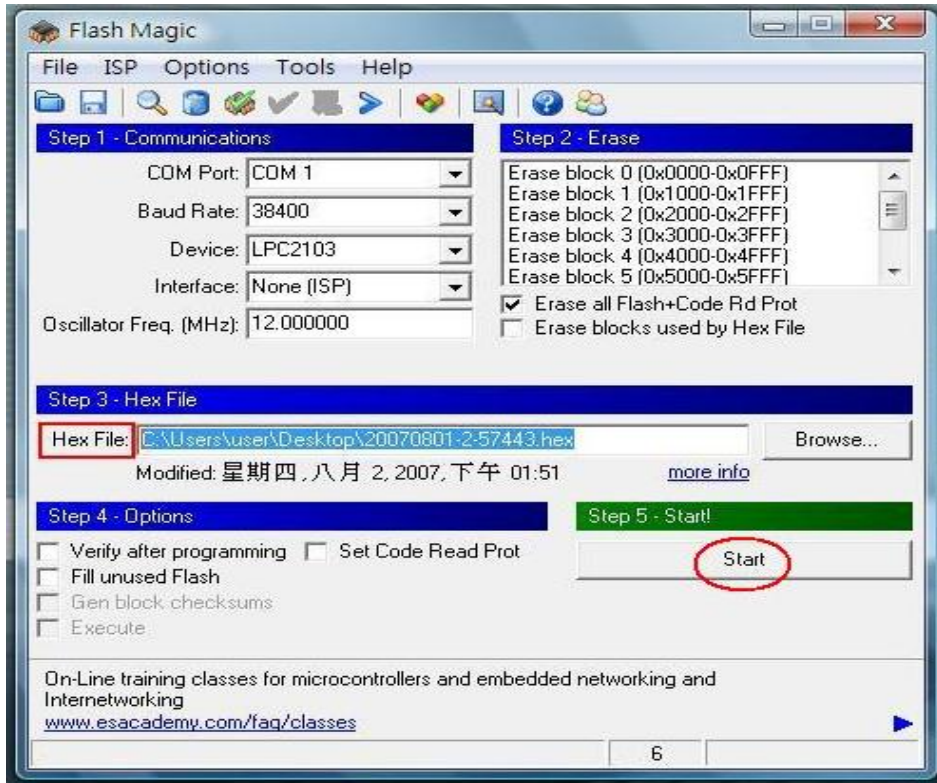 Flash Magic
File ISP Options Tools Help
Step 1 - Communications
COM Port: COM 1
Baud Rate: 38400
Device: LPC2103
Interface: None (ISP)
Oscillator Freq. (MHz): 12.000000
Step 2 - Erase
Erase block 0 (0x0000-0x0FFF)
Erase block 1 (0x1000-0x1FFF)
Erase block 2 (0x2000-0x2FFF)
Erase block 3 (0x3000-0x3FFF)
Erase block 4 (0x4000-0x4FFF)
Erase block 5 (0x5000-0x5FFF)
Erase all Flash+Code Rd Prot
Erase blocks used by Hex File
Step 3 - Hex File
Hex File: C:\Users\user\Desktop\20070801-2-57443.hex Browse...
Modified: 星期四, 八月 2, 2007, 下午 01:51 more info
Step 4 - Options
Verify after programming Set Code Read Prot
Fill unused Flash
Gen block checksums
Execute
Step 5 - Start!
Start
On-Line training classes for microcontrollers and embedded networking and
Internetworking
www.esacademy.com/faq/classes
6